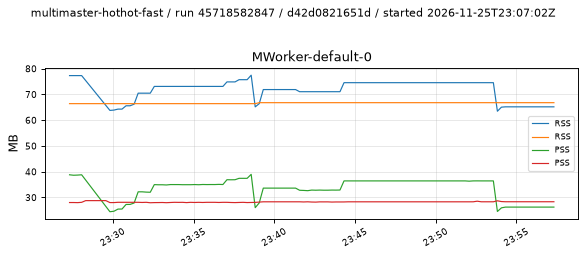 multimaster-hothot-fast / run 45718582847 / d42d0821651d / started 2026-11-25T23:07:02Z
MWorker-default-0
MB
80
70
60
50
40
30
RSS
RSS
PSS
PSS
23:30
23:35
23:40
23:45
23:50
23:55